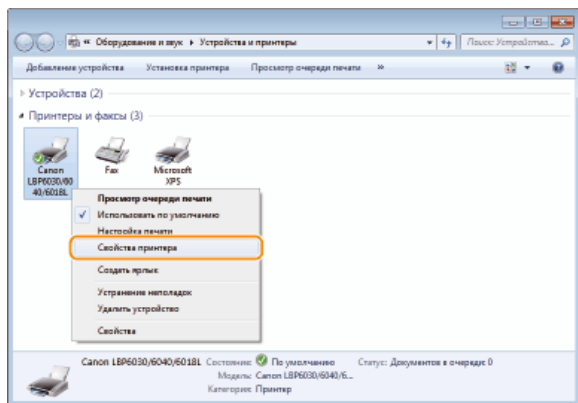 « Оборудование и звук ▸ Устройства и принтеры
Поиск: Устройства...
Добавление устройства Установка принтера Просмотр очереди печати »
Устройства (2)
Принтеры и факсы (3)
Canon LBP6030/60 40/6018L
Fax
Microsoft XPS
Просмотр очереди печати
Использовать по умолчанию
Настройка печати
Свойства принтера
Создать ярлык
Устранение неполадок
Удалить устройство
Свойства
Canon LBP6030/6040/6018L Состояние: По умолчанию Статус: Документов в очереди: 0
Модель: Canon LBP6030/6040/6...
Категория: Принтер